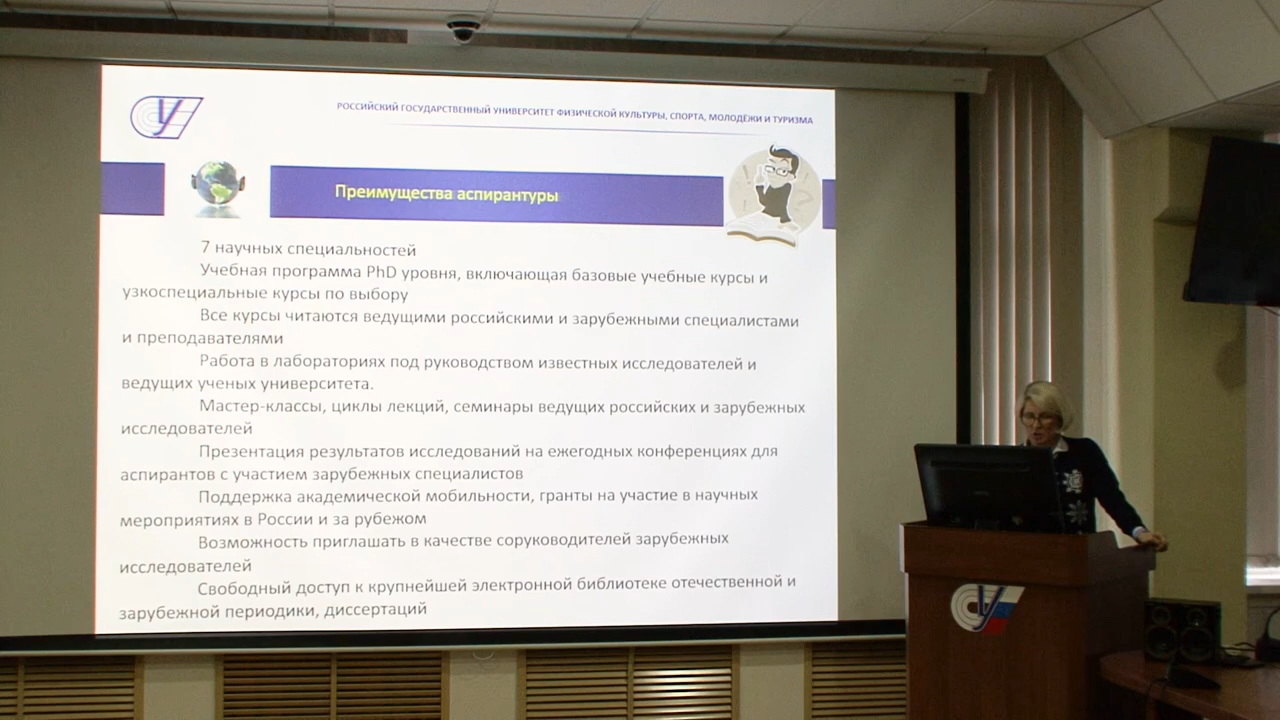 РОССИЙСКИЙ ГОСУДАРСТВЕННЫЙ УНИВЕРСИТЕТ ФИЗИЧЕСКОЙ КУЛЬТУРЫ, СПОРТА, МОЛОДЁЖИ И ТУРИЗМА
Преимущества аспирантуры
7 научных специальностей
Учебная программа PhD уровня, включающая базовые учебные курсы и
узкоспециальные курсы по выбору
Все курсы читаются ведущими российскими и зарубежными специалистами
и преподавателями
Работа в лабораториях под руководством известных исследователей и
ведущих ученых университета.
Мастер-классы, циклы лекций, семинары ведущих российских и зарубежных
исследователей
Презентация результатов исследований на ежегодных конференциях для
аспирантов с участием зарубежных специалистов
Поддержка академической мобильности, гранты на участие в научных
мероприятиях в России и за рубежом
Возможность приглашать в качестве соруководителей зарубежных
исследователей
Свободный доступ к крупнейшей электронной библиотеке отечественной и
зарубежной периодики, диссертаций